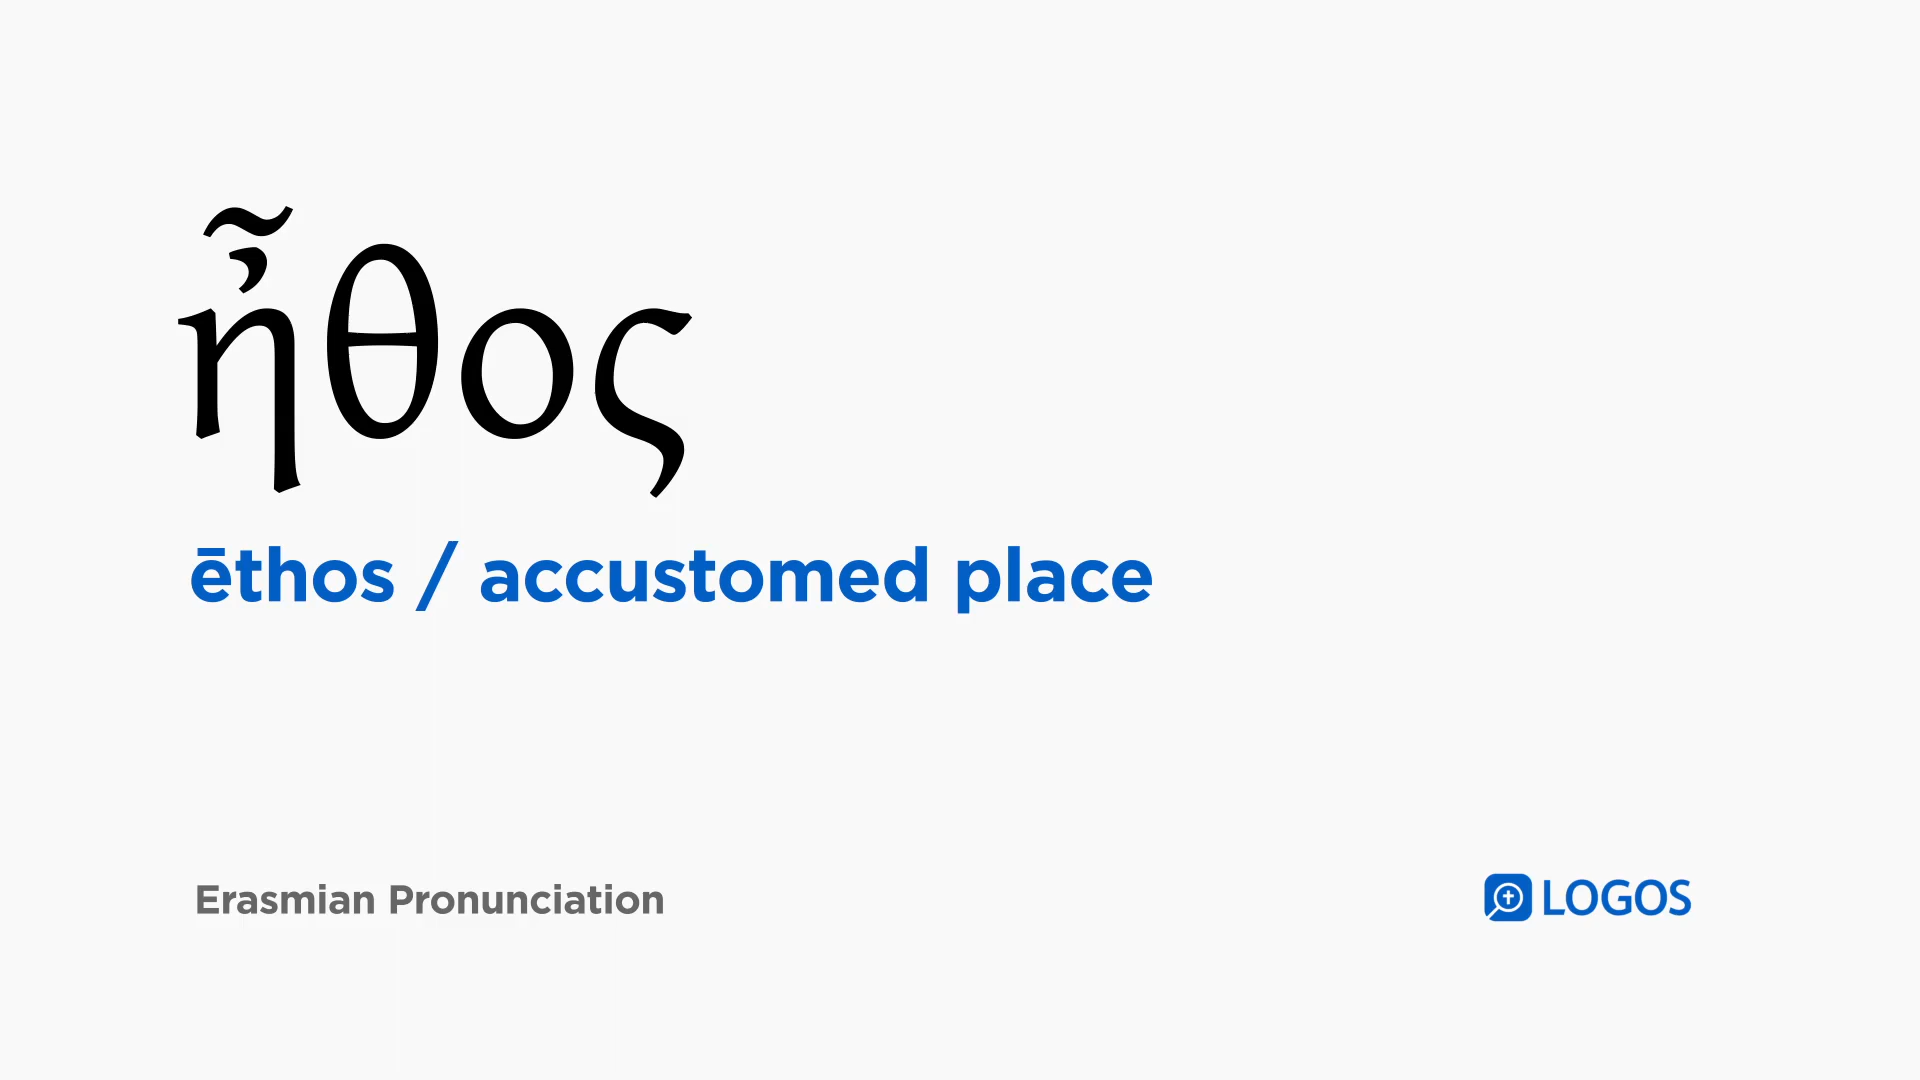 ἦθος
ēthos / accustomed place
Erasmian Pronunciation
LOGOS